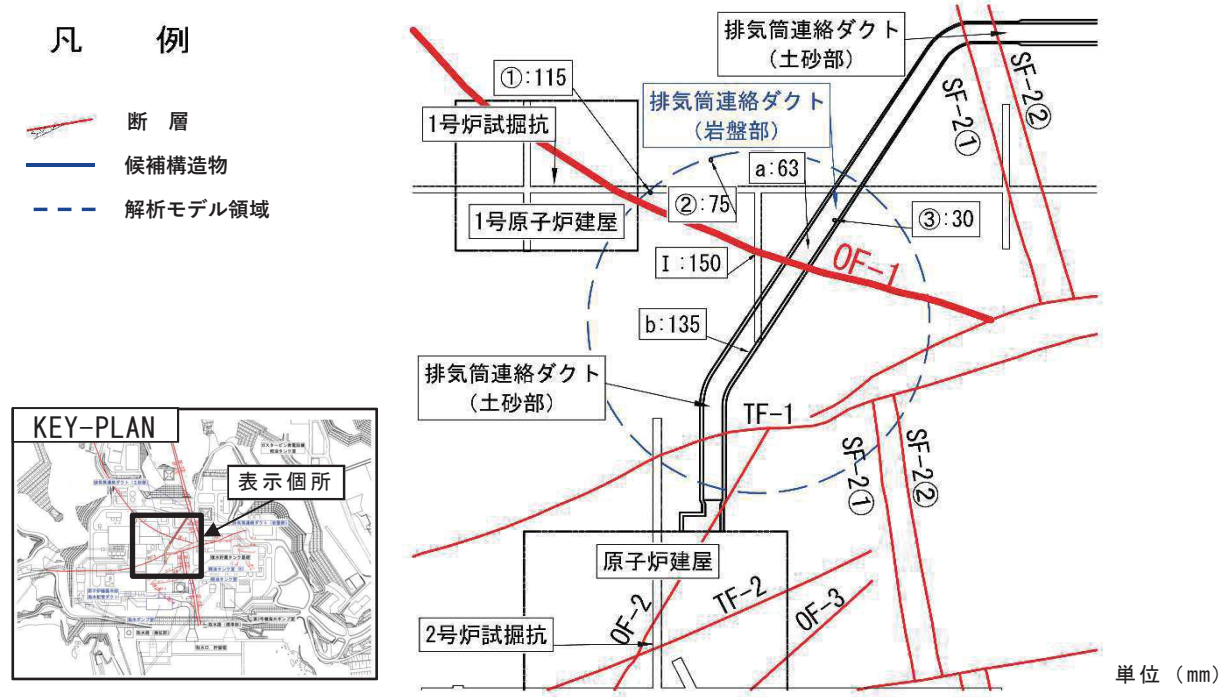 凡 例
断 層
候補構造物
解析モデル領域
KEY-PLAN
表示個所
①:115
1号炉試掘抗
1号原子炉建屋
排気筒連絡ダクト
(岩盤部)
②:75
a:63
排気筒連絡ダクト
(土砂部)
SF-2①
SF-2②
③:30
OF-1
I:150
b:135
排気筒連絡ダクト
(土砂部)
TF-1
SF-2①
SF-2②
原子炉建屋
OF-2
TF-2
OF-3
2号炉試掘抗
単位 (mm)